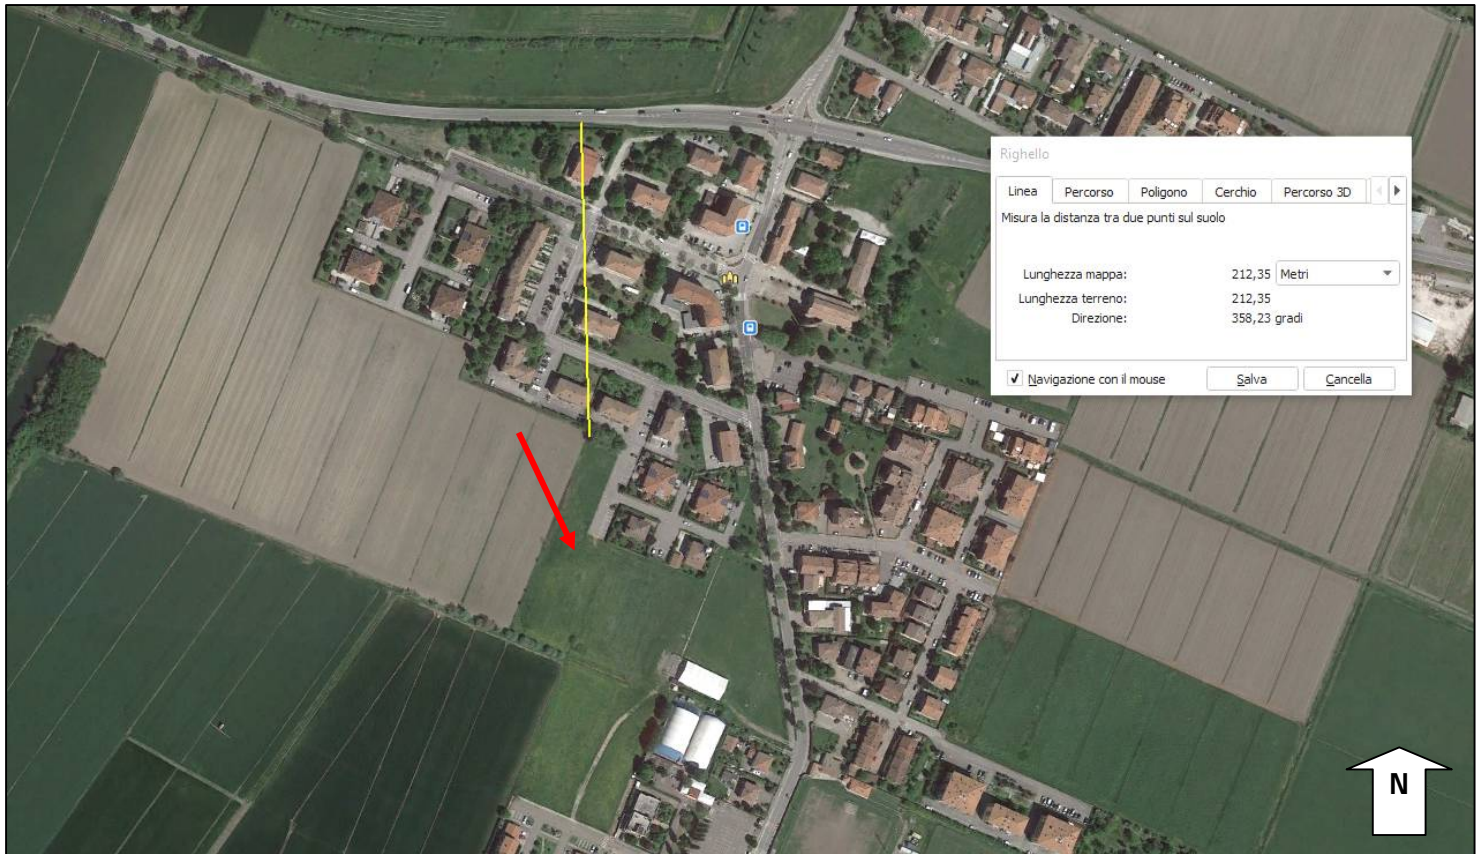 Righello
Linea Percorso Poligono Cerchio Percorso 3D
Misura la distanza tra due punti sul suolo
Lunghezza mappa: 212,35 Metri
Lunghezza terreno: 212,35
Direzione: 358,23 gradi
Navigazione con il mouse Salva Cancella
N